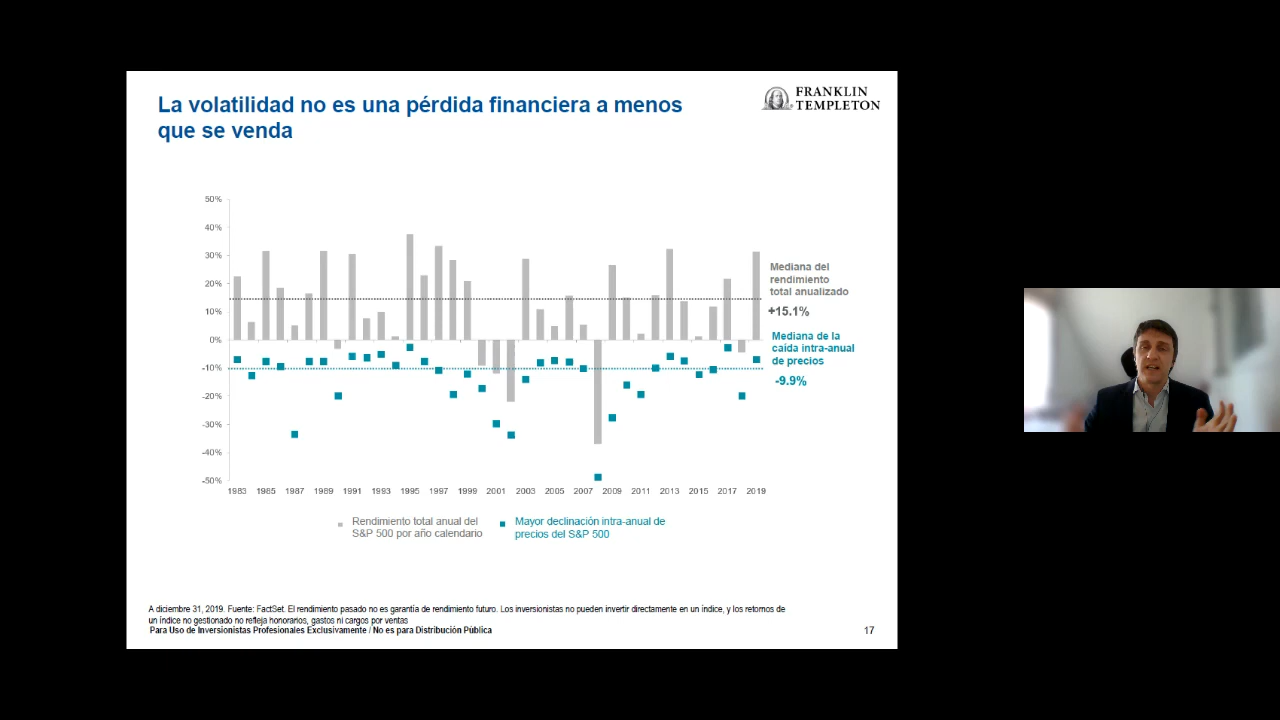 La volatilidad no es una pérdida financiera a menos
que se venda
FRANKLIN
TEMPLETON
50%
40%
30%
20%
10%
0%
-10%
-20%
-30%
-40%
-50%
1983 1985 1987 1989 1991 1993 1995 1997 1999 2001 2003 2005 2007 2009 2011 2013 2015 2017 2019
Mediana del
rendimiento
total anualizado
+15.1%
Mediana de la
caída intra-anual
de precios
-9.9%
Rendimiento total anual del
S&P 500 por año calendario
Mayor declinación intra-anual de
precios del S&P 500
A diciembre 31, 2019. Fuente: FactSet. El rendimiento pasado no es garantía de rendimiento futuro. Los inversionistas no pueden invertir directamente en un índice, y los retornos de
un índice no gestionado no refleja honorarios, gastos ni cargos por ventas
Para Uso de Inversionistas Profesionales Exclusivamente / No es para Distribución Pública
17